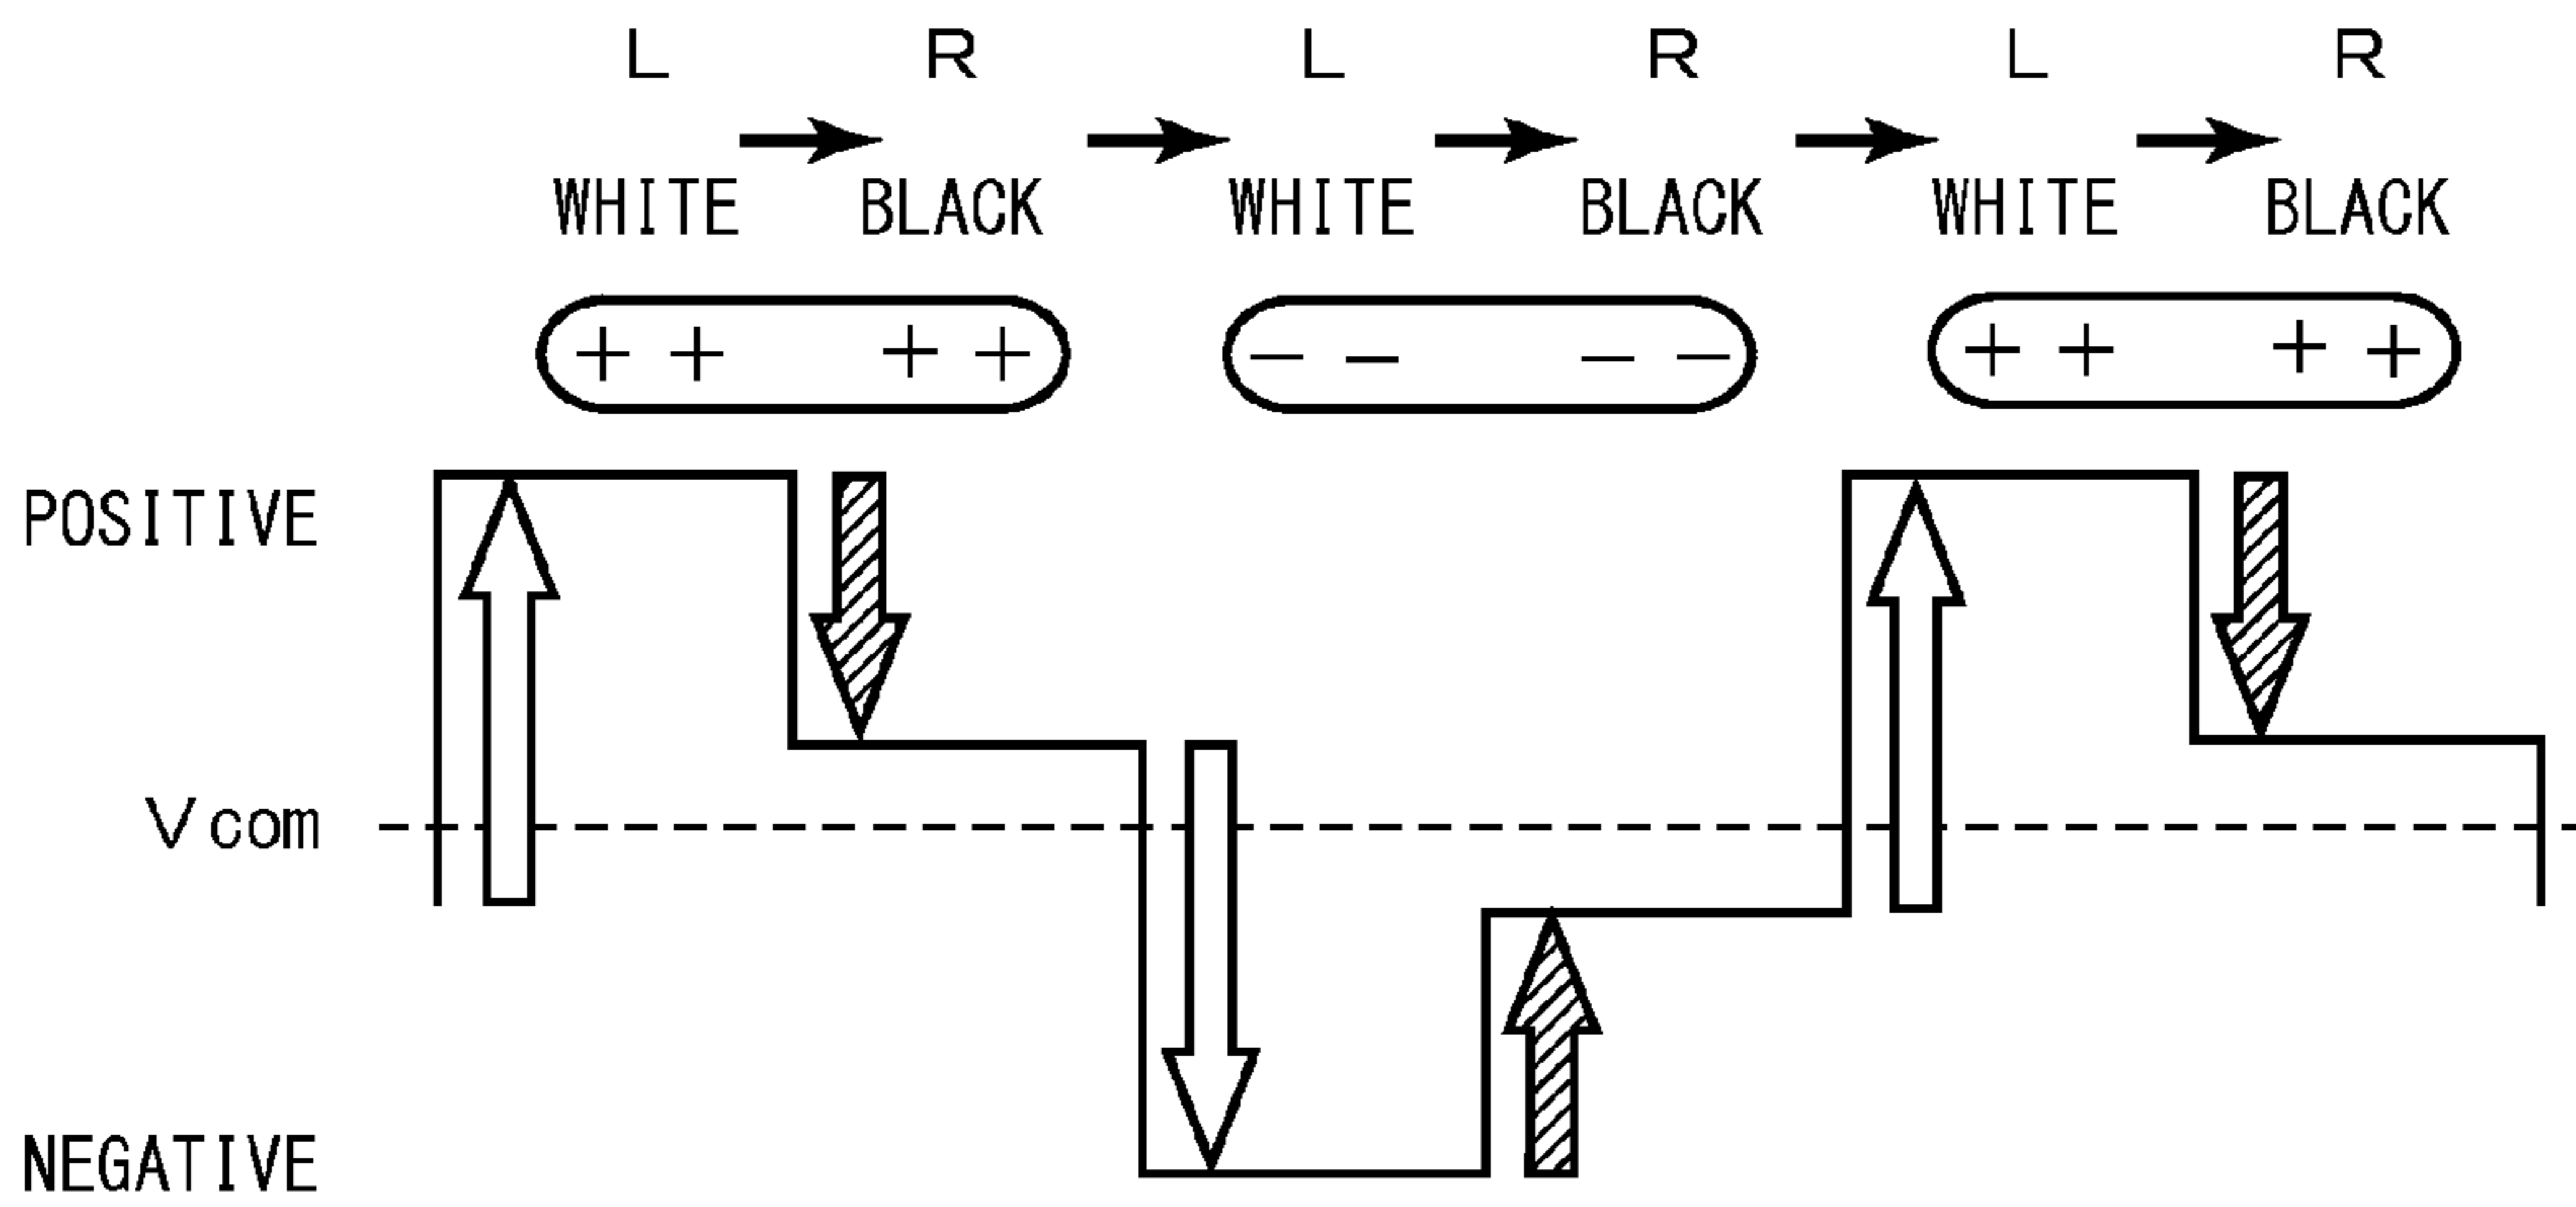 L R L R L R
WHITE BLACK WHITE BLACK WHITE BLACK
+ + + + − − − − + + + +
POSITIVE
Vcom
NEGATIVE